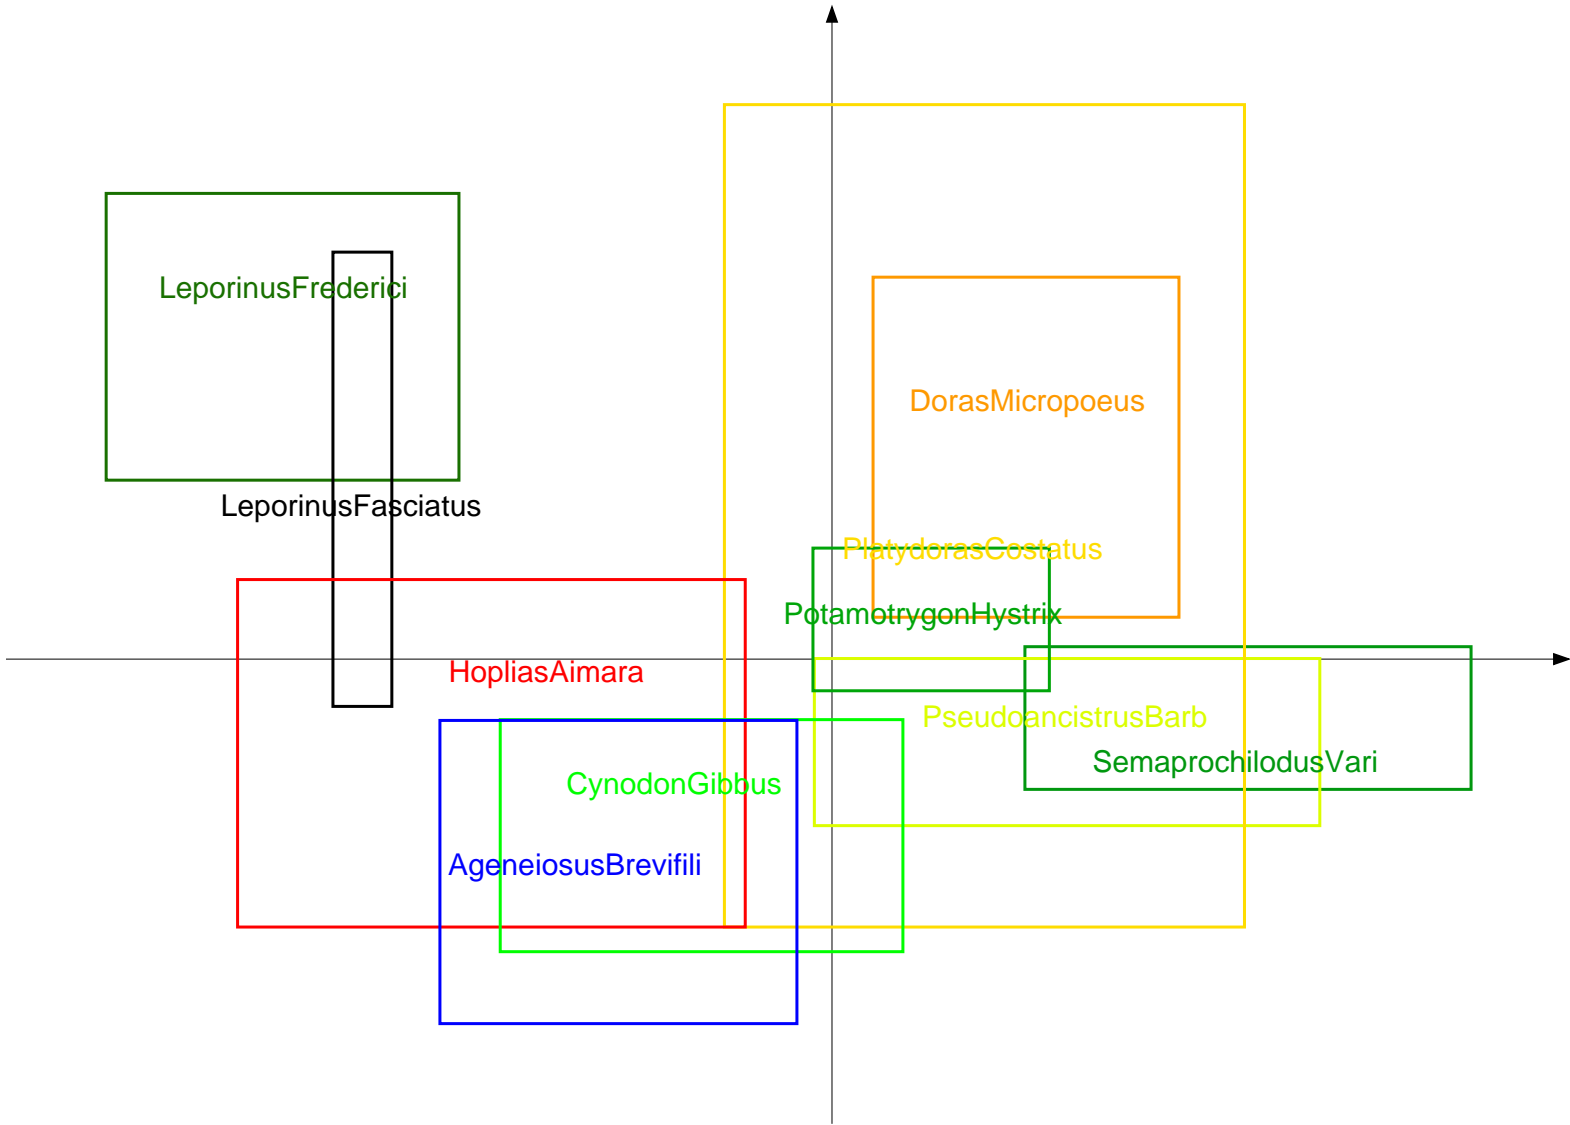 LeporinusFrederici
DorasMicropoeus
LeporinusFasciatus
PlatydorasCostatus
PotamotrygonHystrix
HopliasAimara
PseudoancistrusBarb
SemaprochilodusVari
CynodonGibbus
AgeneiosusBrevifili